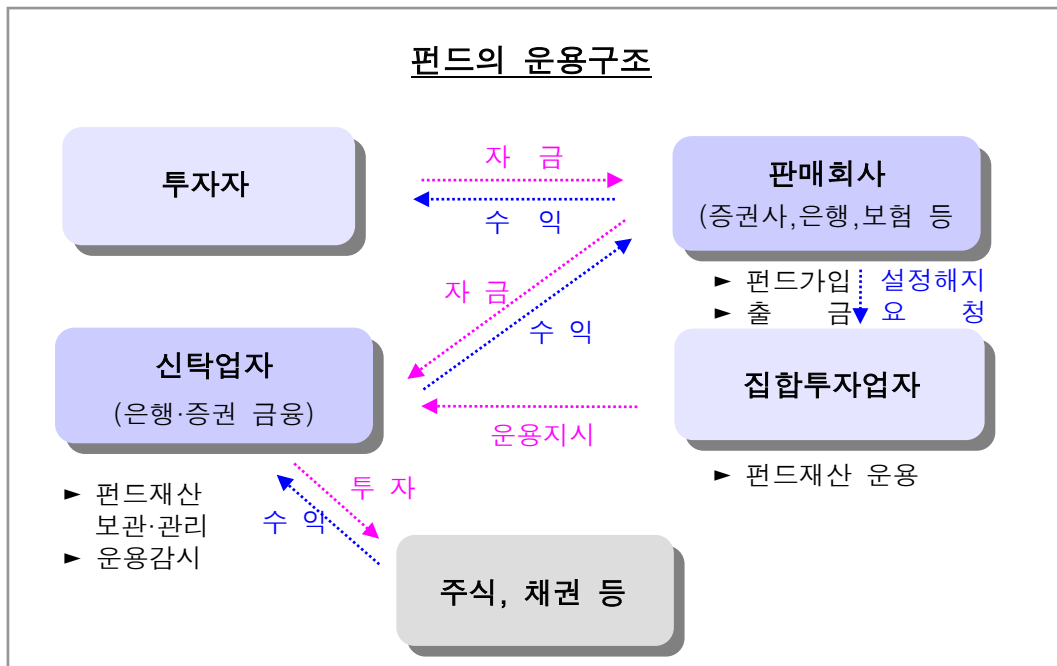 펀드의 운용구조
투자자
자 금
수 익
판매회사
(증권사,은행,보험 등
► 펀드가입
► 출 금
설정해지
요 청
자 금
수 익
신탁업자
(은행·증권 금융)
집합투자업자
운용지시
► 펀드재산 운용
► 펀드재산
보관·관리
► 운용감시
투 자
수 익
주식, 채권 등